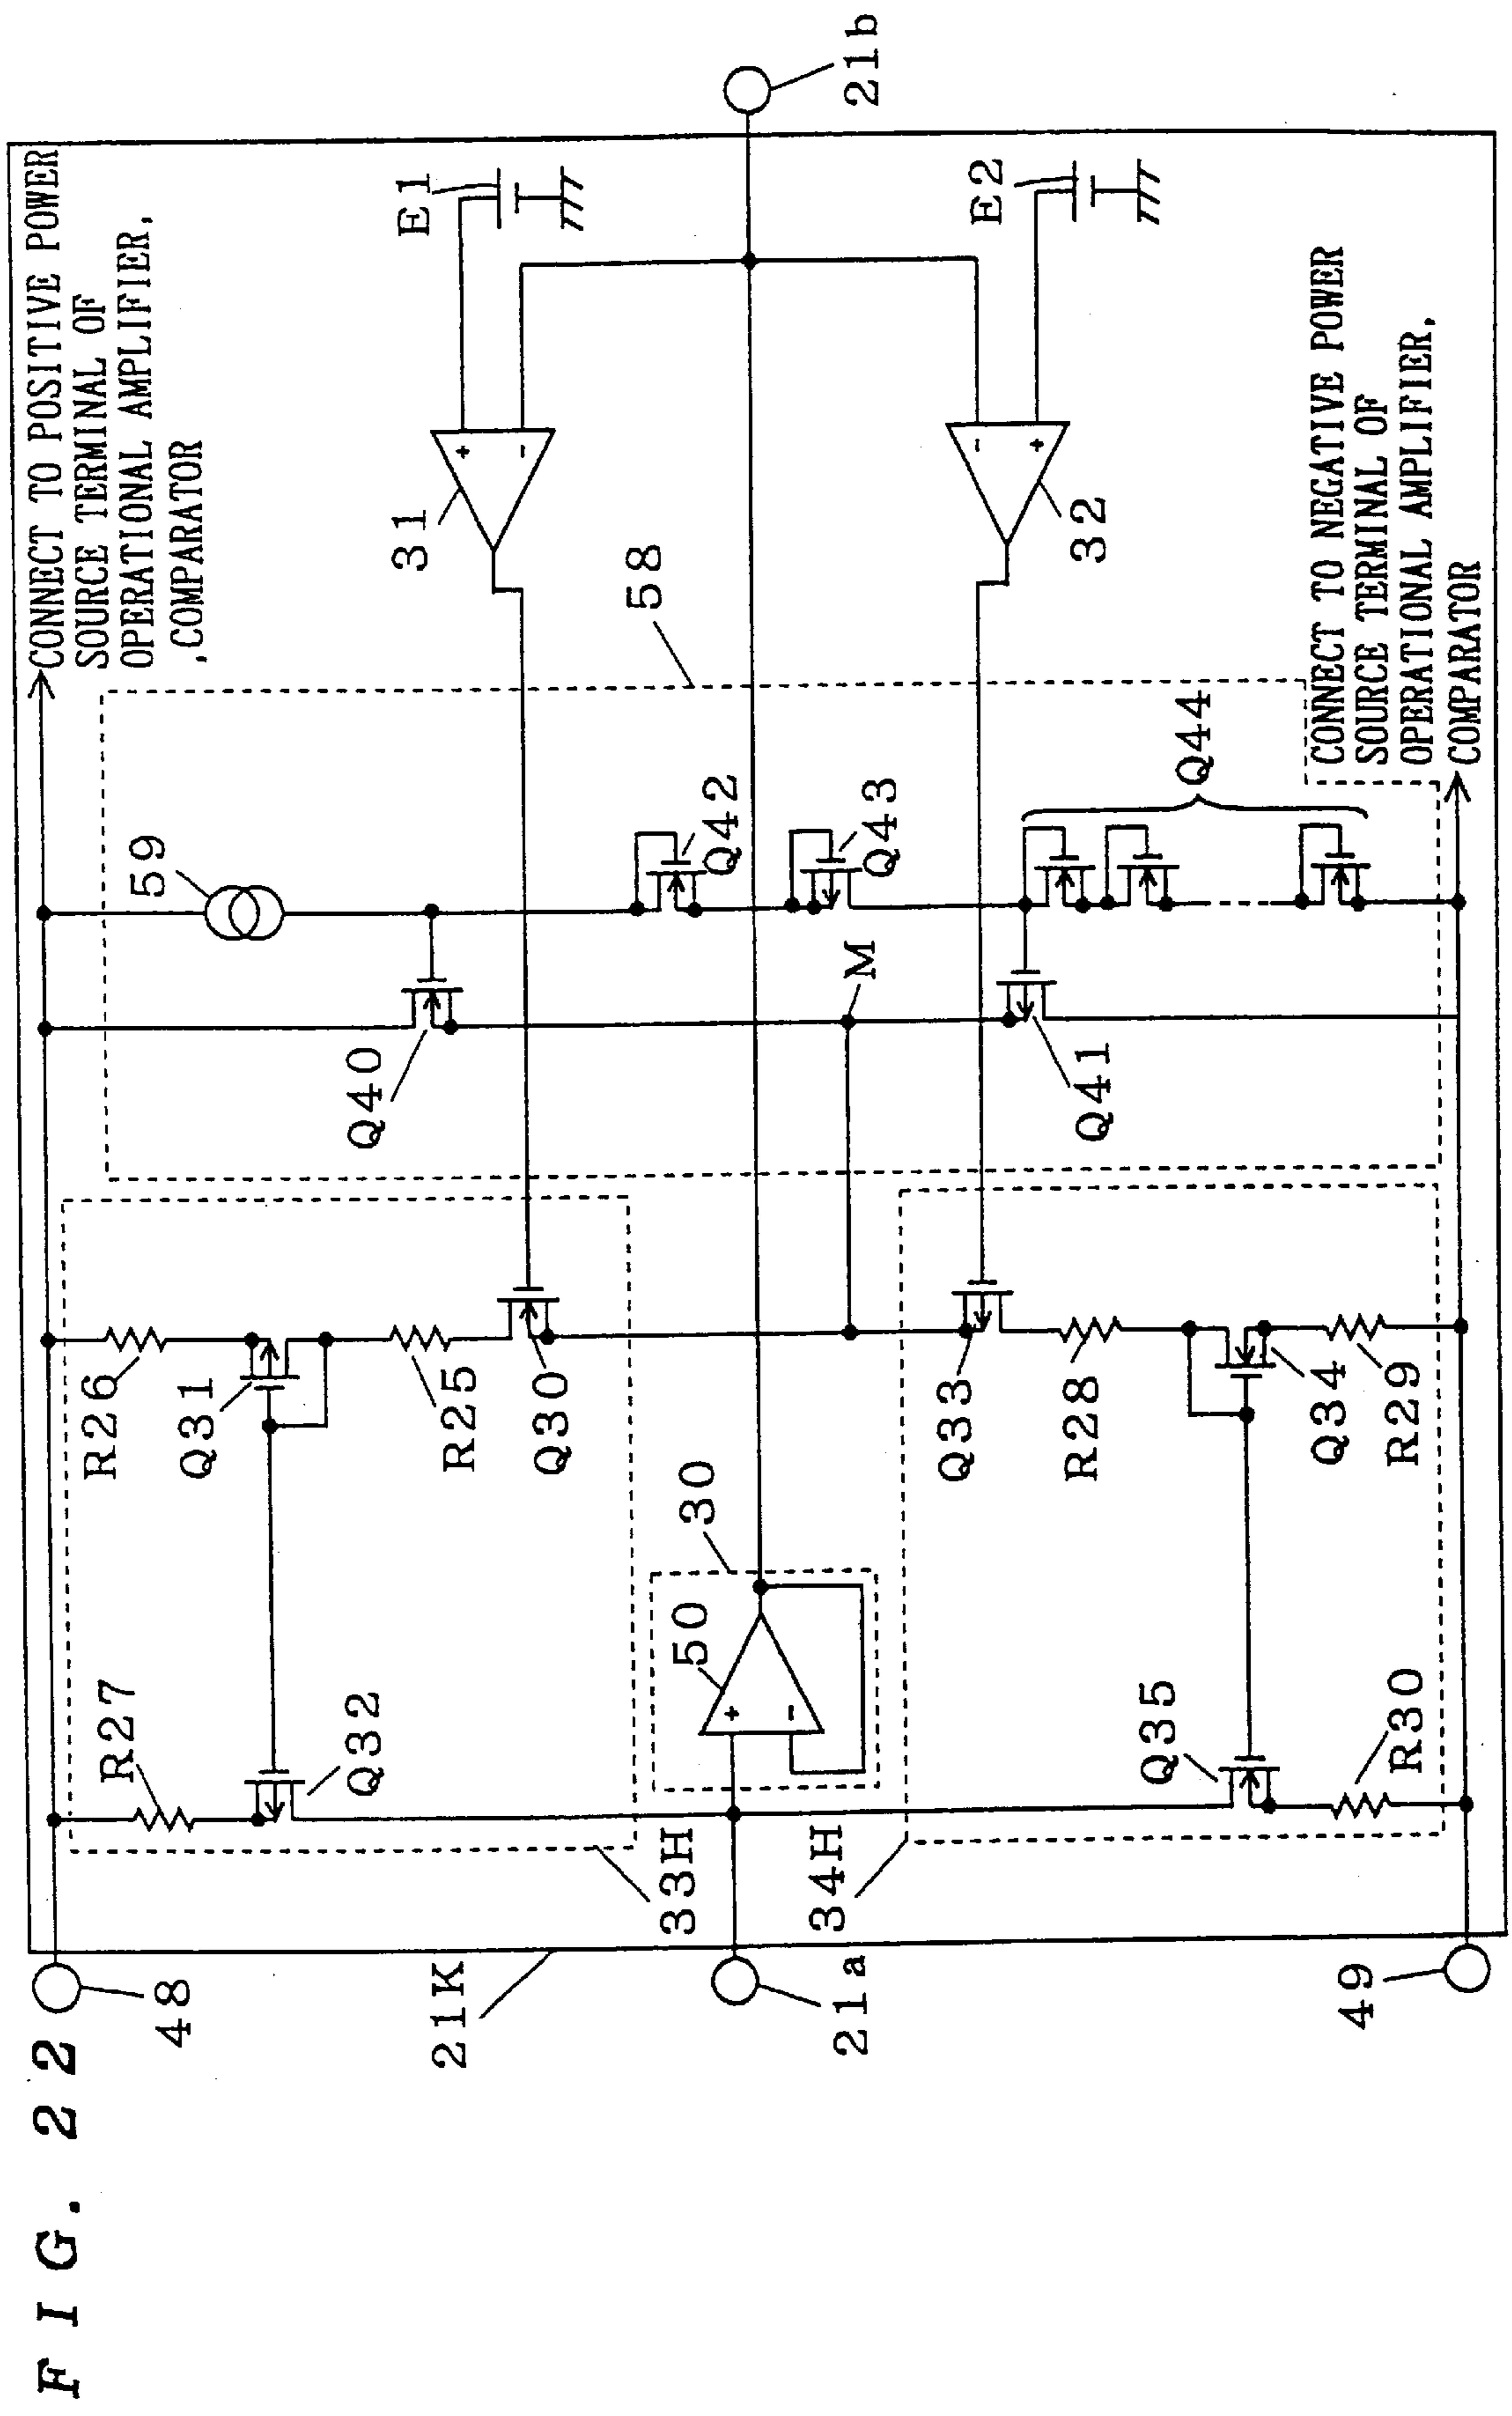 FIG. 22
48
21K
21a
49
33H
34H
R27
Q32
50
30
Q35
R30
R26
Q31
R25
Q30
Q33
R28
Q34
R29
Q40
M
Q41
59
Q42
Q43
Q44
58
31
32
+
-
+
-
-
+
E1
E2
21b
CONNECT TO POSITIVE POWER
SOURCE TERMINAL OF
OPERATIONAL AMPLIFIER,
,COMPARATOR
CONNECT TO NEGATIVE POWER
SOURCE TERMINAL OF
OPERATIONAL AMPLIFIER,
COMPARATOR